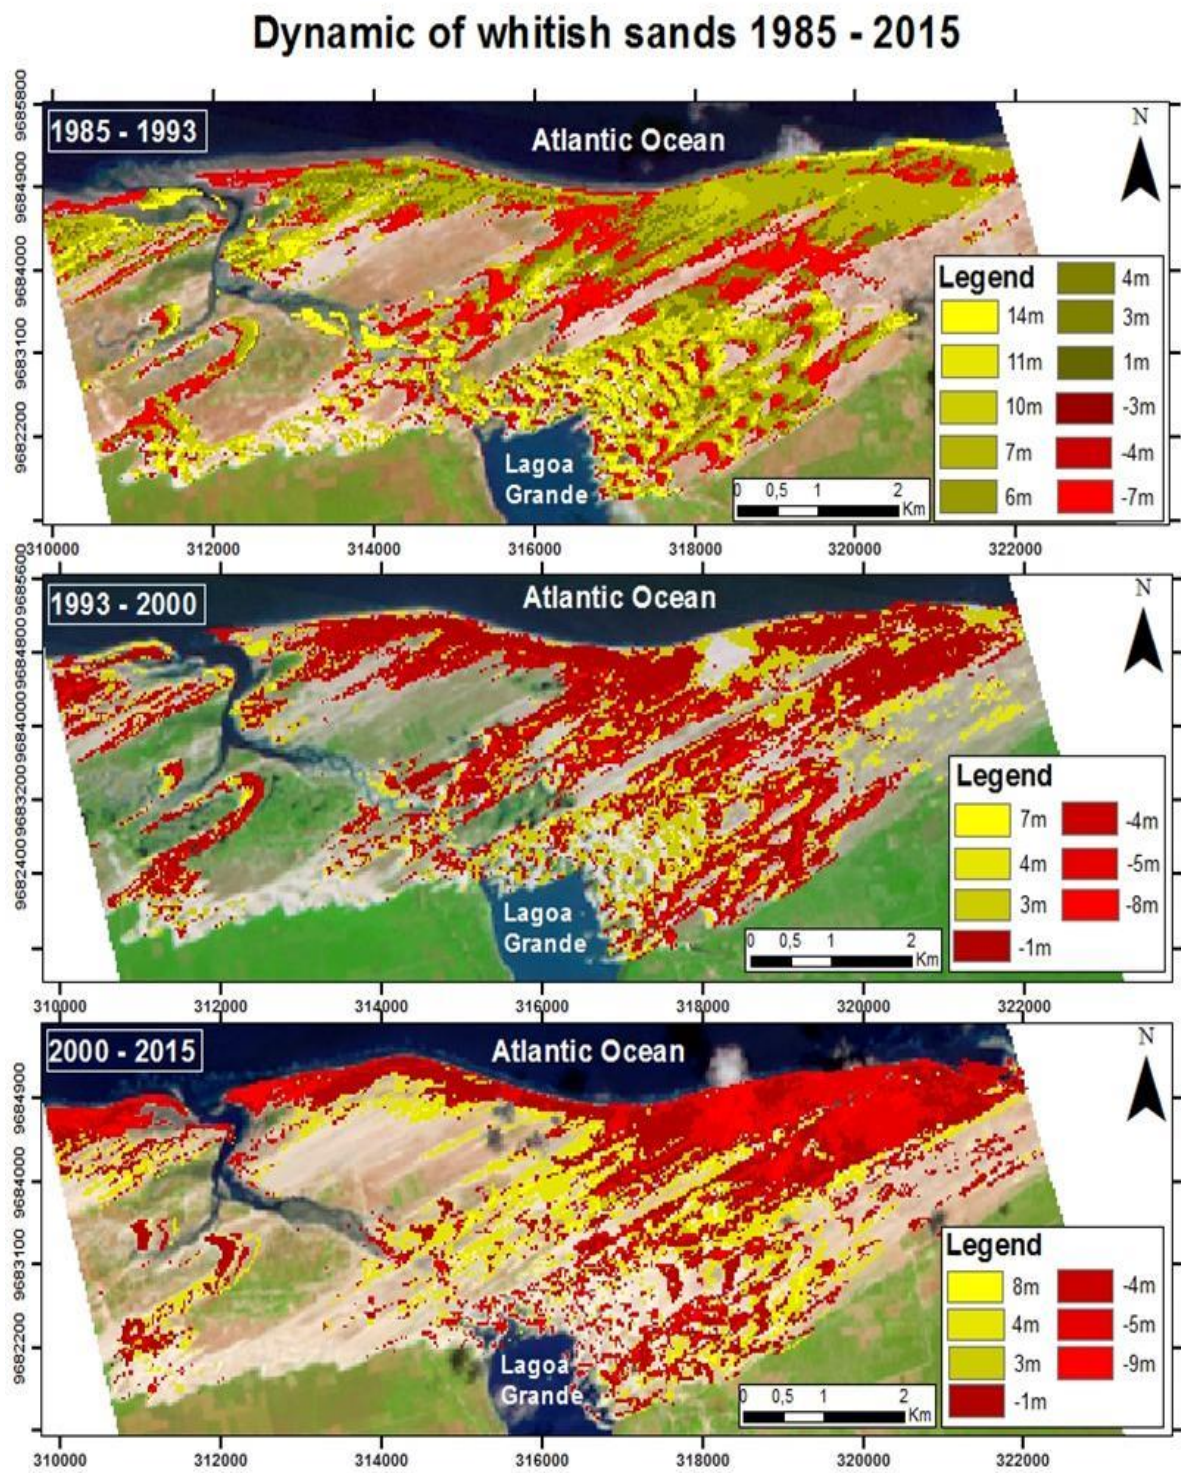 Dynamic of whitish sands 1985 - 2015
1985 - 1993
Atlantic Ocean
N
9685800
9684900
9684000
9683100
9682200
Legend
14m
11m
10m
7m
6m
4m
3m
1m
-3m
-4m
-7m
Lagoa
Grande
0 0,5 1 2
Km
310000 312000 314000 316000 318000 320000 322000
1993 - 2000
Atlantic Ocean
N
9685600
9684800
9684000
9683200
9682400
Legend
7m
4m
3m
-1m
-4m
-5m
-8m
Lagoa
Grande
0 0,5 1 2
Km
310000 312000 314000 316000 318000 320000 322000
2000 - 2015
Atlantic Ocean
N
9684900
9684000
9683100
9682200
Legend
8m
4m
3m
-1m
-4m
-5m
-9m
Lagoa
Grande
0 0,5 1 2
Km
310000 312000 314000 316000 318000 320000 322000